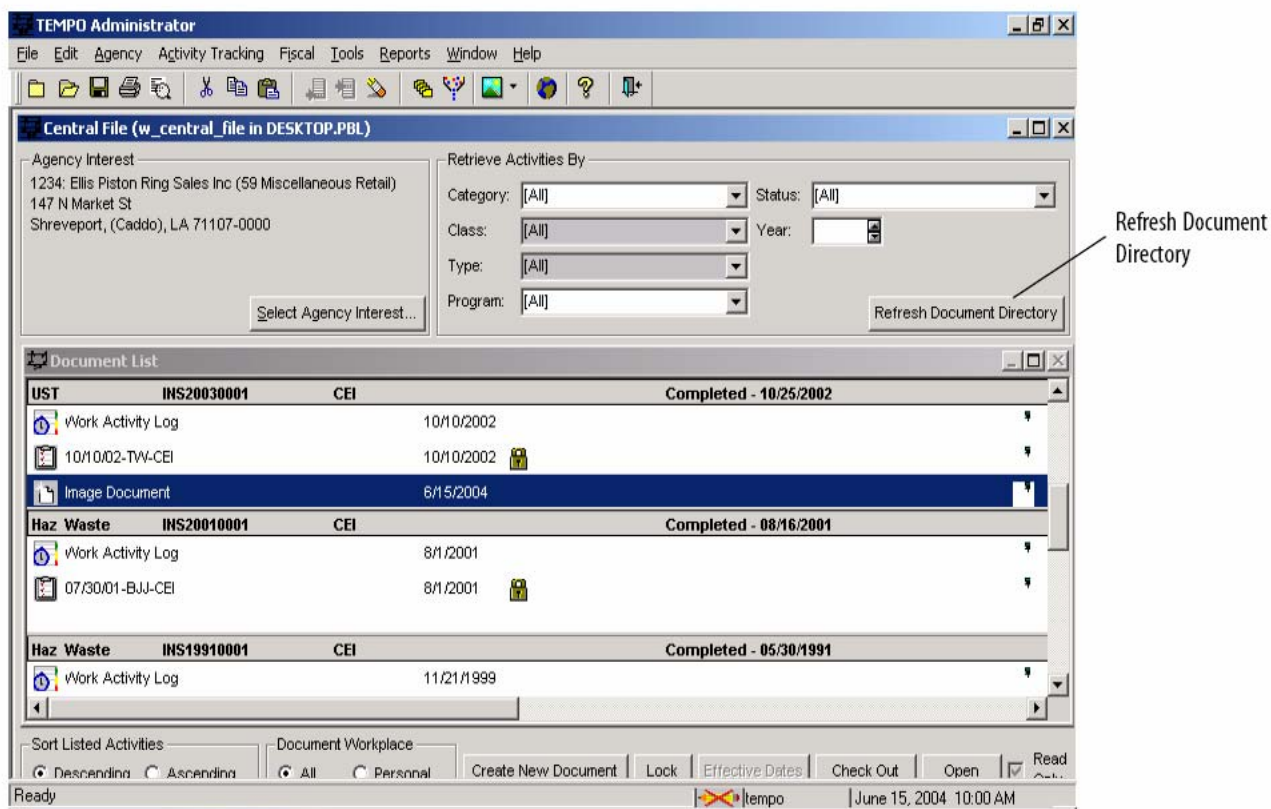 TEMPO Administrator
File Edit Agency Activity Tracking Fiscal Tools Reports Window Help
Central File (w_central_file in DESKTOP.PBL)
Agency Interest
1234: Ellis Piston Ring Sales Inc (59 Miscellaneous Retail)
147 N Market St
Shreveport, (Caddo), LA 71107-0000
Select Agency Interest...
Retrieve Activities By
Category: [All] Status: [All]
Class: [All] Year:
Type: [All]
Program: [All]
Refresh Document Directory
Refresh Document
Directory
Document List
UST INS20030001 CEI Completed - 10/25/2002
Work Activity Log 10/10/2002
10/10/02-TW-CEI 10/10/2002
Image Document 6/15/2004
Haz Waste INS20010001 CEI Completed - 08/16/2001
Work Activity Log 8/1/2001
07/30/01-BJJ-CEI 8/1/2001
Haz Waste INS19910001 CEI Completed - 05/30/1991
Work Activity Log 11/21/1999
Sort Listed Activities
Descending Ascending
Document Workplace
All Personal
Create New Document Lock Effective Dates Check Out Open Read
Only
Ready tempo June 15, 2004 10:00 AM